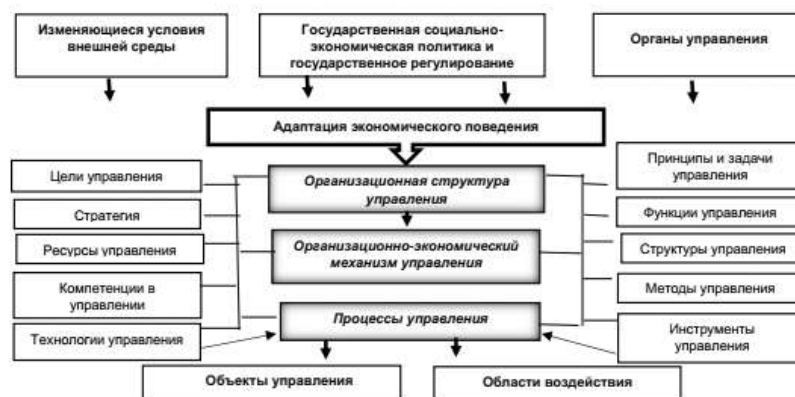 Изменяющиеся условия
внешней среды
Государственная социально-
экономическая политика и
государственное регулирование
Органы управления
Адаптация экономического поведения
Цели управления
Стратегия
Ресурсы управления
Компетенции в
управлении
Технологии управления
Организационная структура
управления
Организационно-экономический
механизм управления
Процессы управления
Принципы и задачи
управления
Функции управления
Структуры управления
Методы управления
Инструменты
управления
Объекты управления
Области воздействия